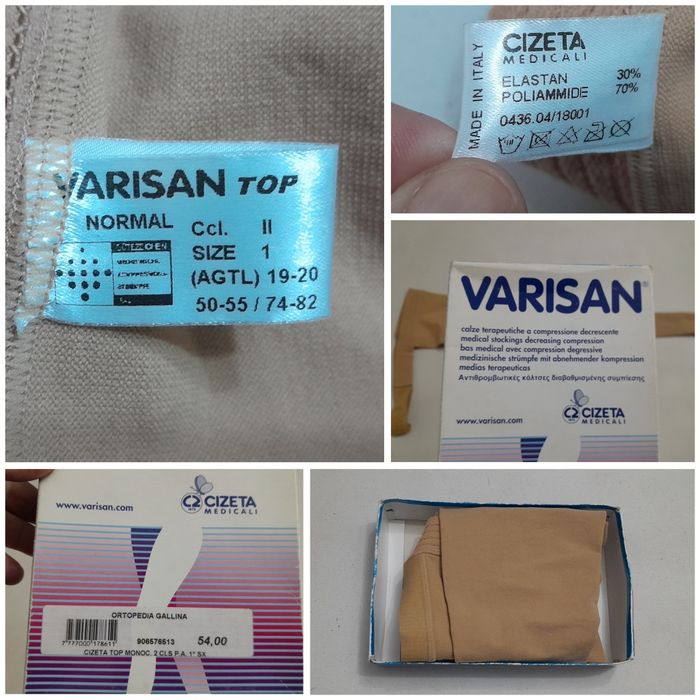 VARISAN TOP
NORMAL Ccl. II
SIZE 1
(AGTL) 19-20
50-55 / 74-82
MADE IN ITALY
CIZETA
MEDICALI
ELASTAN 30%
POLIAMMIDE 70%
0436.04/18001
VARISAN®
calze terapeutiche a compressione decrescente
medical stockings decreasing compression
bas medical avec compression degressive
medizinische strümpfe mit abnehmender kompression
medias terapeuticas
Αντιθρομβωτικές κάλτσες διαβαθμισμένης συμπίεσης
www.varisan.com
CIZETA
MEDICALI
www.varisan.com
CIZETA
MEDICALI
ORTOPEDIA GALLINA
906576513 54,00
7777000178611
CIZETA TOP MONOC. 2 CLS P.A. 1° SX